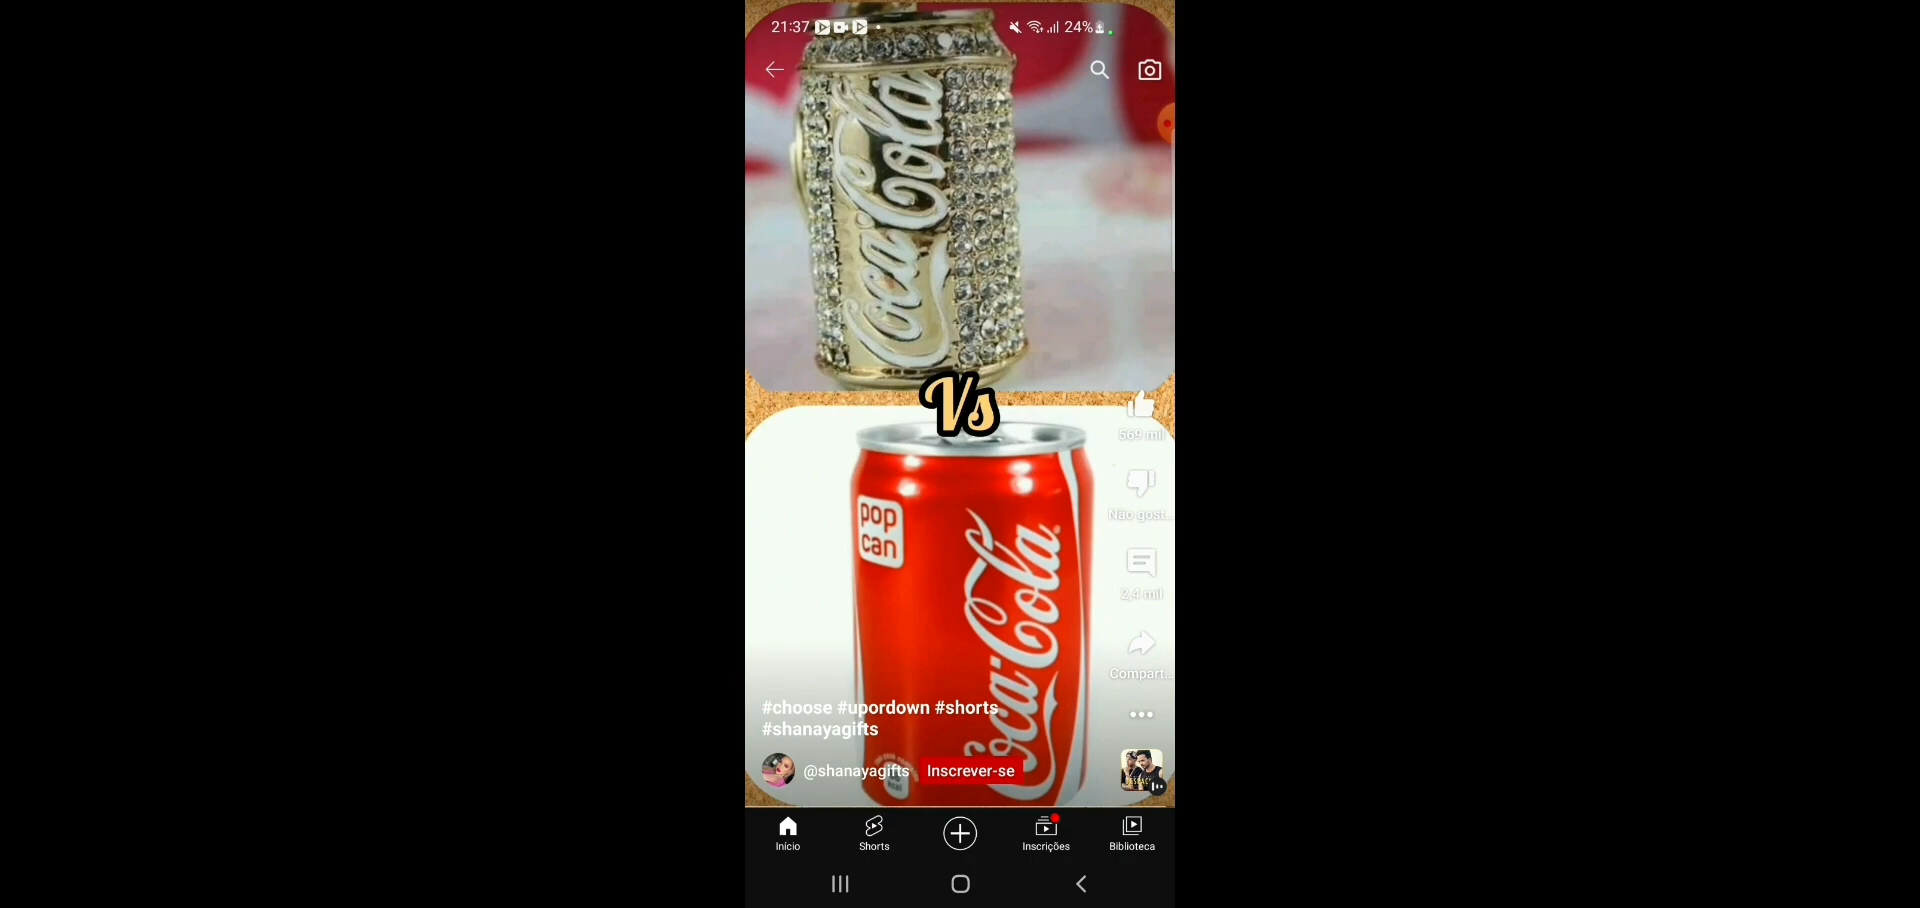 21:37
24%
Coca-Cola
Vs
569 mil
pop
can
Não gost...
Coca-Cola
2,4 mil
Compart...
#choose #upordown #shorts
#shanayagifts
@shanayagifts Inscrever-se
Início Shorts Inscrições Biblioteca